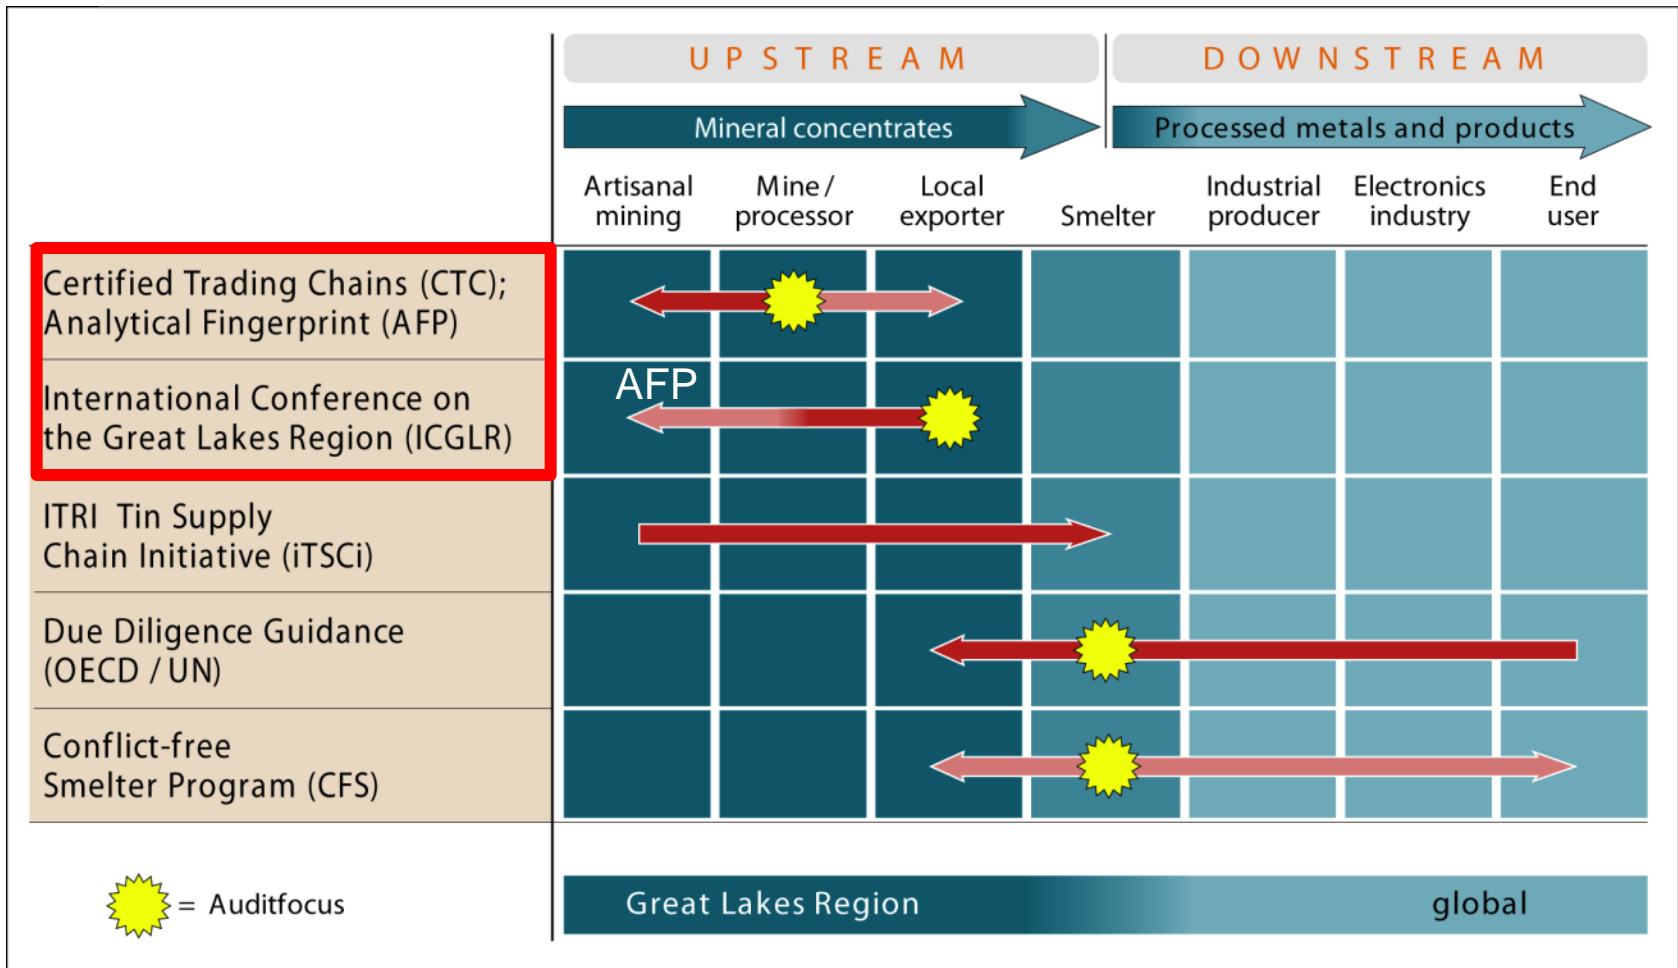 UPSTREAM
DOWNSTREAM
Mineral concentrates
Processed metals and products
Artisanal
mining
Mine/
processor
Local
exporter
Smelter
Industrial
producer
Electronics
industry
End
user
Certified Trading Chains (CTC);
Analytical Fingerprint (AFP)
AFP
International Conference on
the Great Lakes Region (ICGLR)
ITRI Tin Supply
Chain Initiative (iTSCi)
Due Diligence Guidance
(OECD / UN)
Conflict-free
Smelter Program (CFS)
= Auditfocus
Great Lakes Region
global